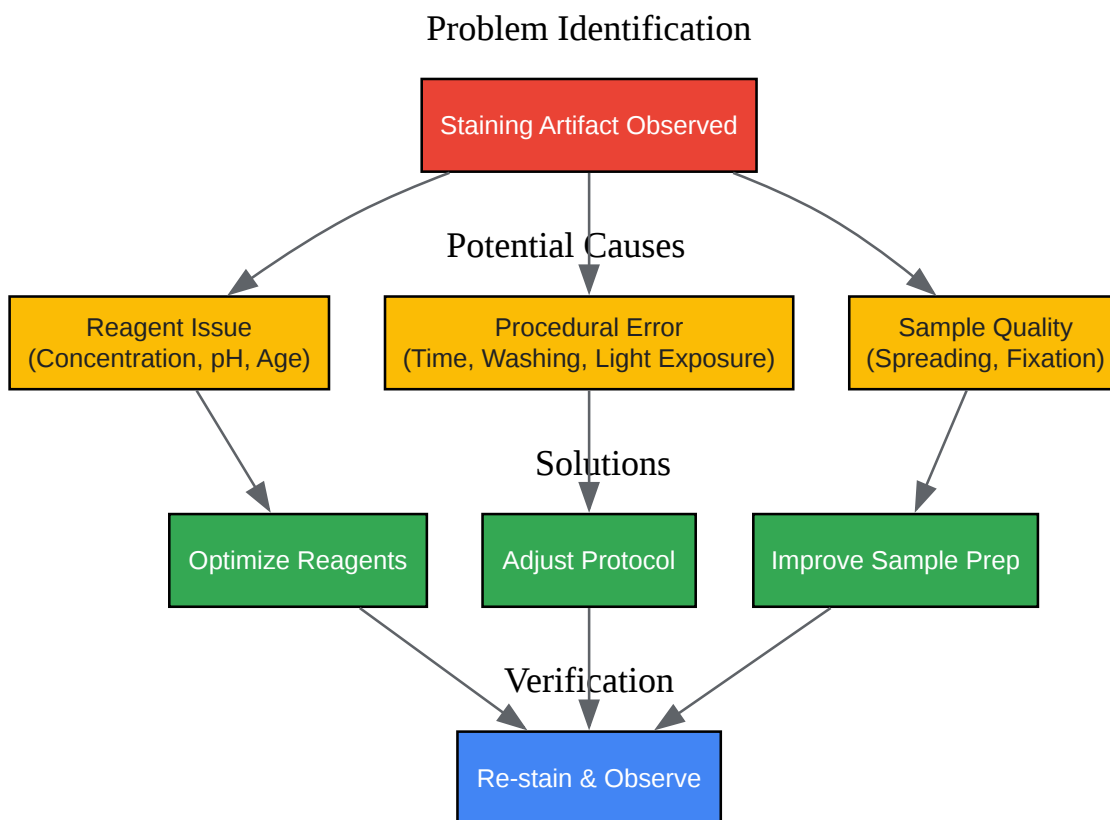 Problem Identification
Staining Artifact Observed
Potential Causes
Reagent Issue
(Concentration, pH, Age)
Procedural Error
(Time, Washing, Light Exposure)
Sample Quality
(Spreading, Fixation)
Solutions
Optimize Reagents
Adjust Protocol
Improve Sample Prep
Verification
Re-stain & Observe